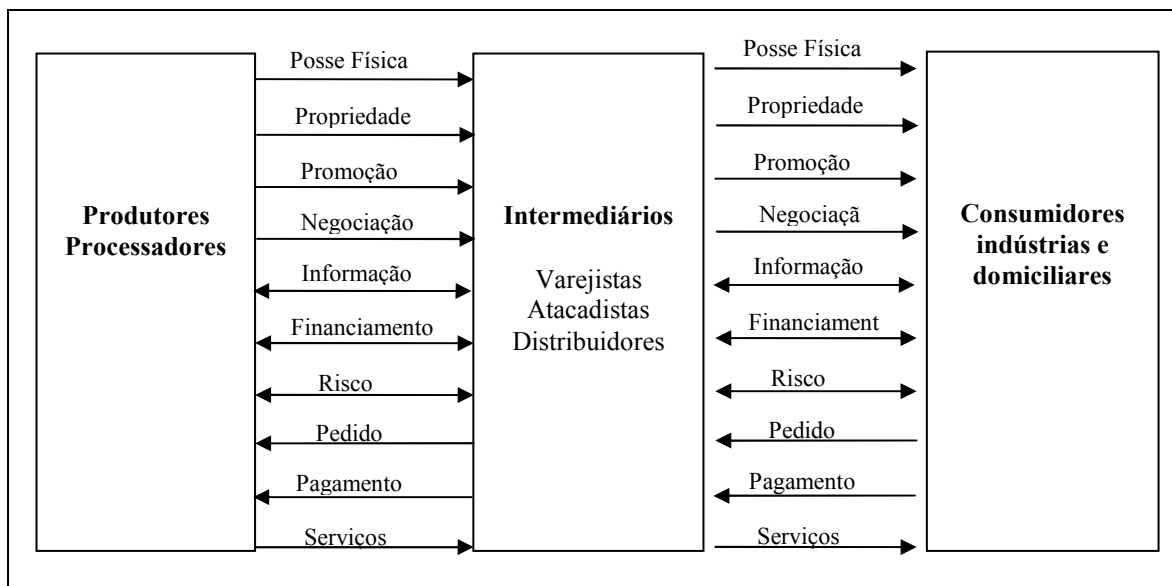 Produtores
Processadores
Posse Física
Propriedade
Promoção
Negociação
Informação
Financiamento
Risco
Pedido
Pagamento
Serviços
Intermediários
Varejistas
Atacadistas
Distribuidores
Posse Física
Propriedade
Promoção
Negociaçã
Informação
Financiament
Risco
Pedido
Pagamento
Serviços
Consumidores
indústrias e
domiciliares